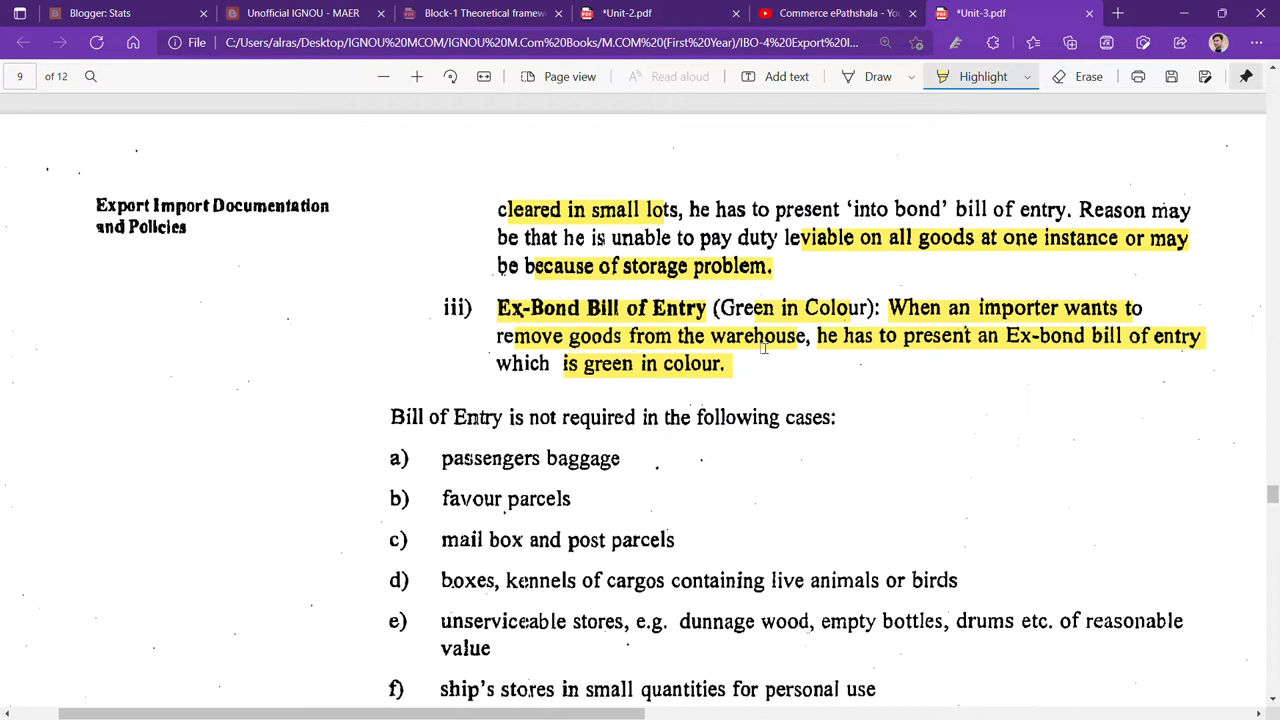 Blogger: Stats
Unofficial IGNOU - MAER
Block-1 Theoretical framew
*Unit-2.pdf
Commerce ePathshala - You
*Unit-3.pdf
File
C:/Users/alras/Desktop/IGNOU%20MCOM/IGNOU%20M.Com%20Books/M.COM%20(First%20Year)/IBO-4%20Export%20I...
9 of 12
Page view
Read aloud
Add text
Draw
Highlight
Erase
Export Import Documentation
and Policies
cleared in small lots, he has to present ‘into bond’ bill of entry. Reason may
be that he is unable to pay duty leviable on all goods at one instance or may
be because of storage problem.
iii) Ex-Bond Bill of Entry (Green in Colour): When an importer wants to
remove goods from the warehouse, he has to present an Ex-bond bill of entry
which is green in colour.
Bill of Entry is not required in the following cases:
a) passengers baggage
b) favour parcels
c) mail box and post parcels
d) boxes, kennels of cargos containing live animals or birds
e) unserviceable stores, e.g. dunnage wood, empty bottles, drums etc. of reasonable
value
f) ship's stores in small quantities for personal use